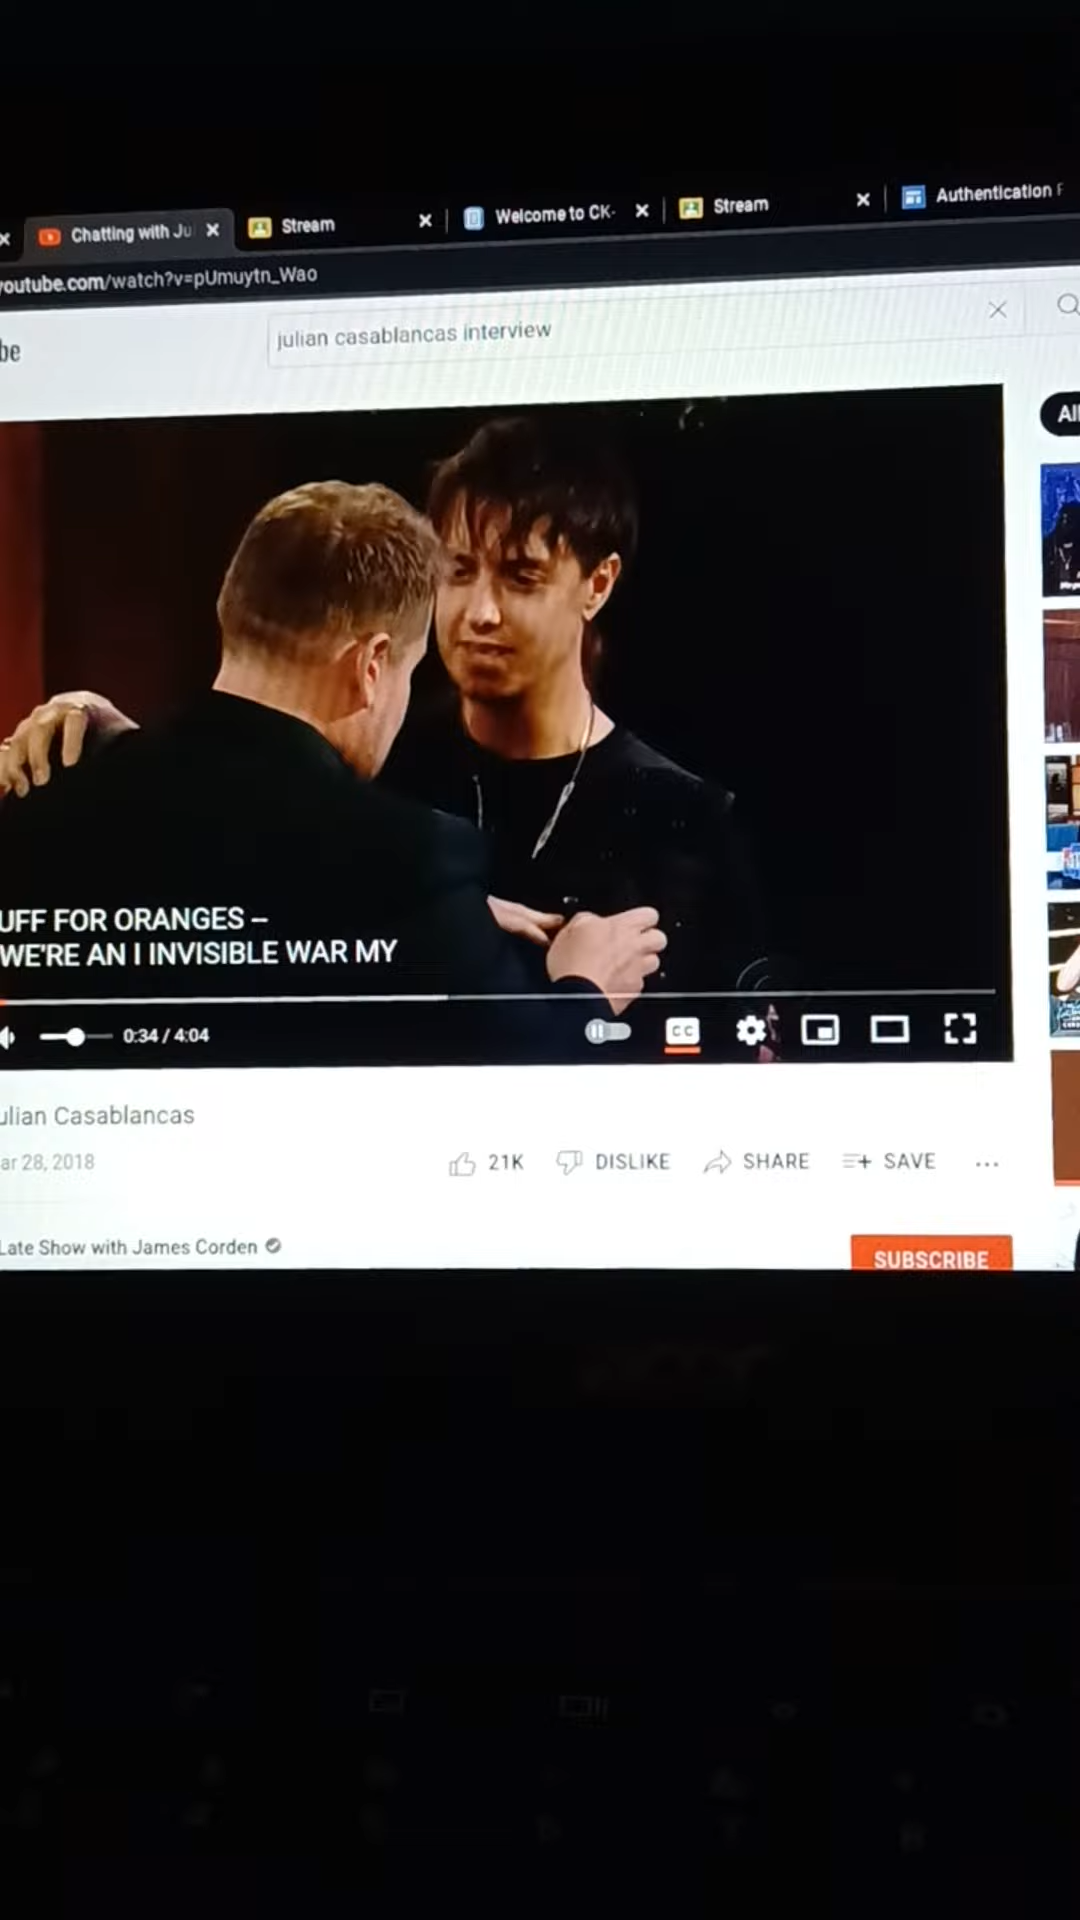 Chatting with Ju
Stream
Welcome to CK-
Stream
Authentication F
youtube.com/watch?v=pUmuytn_Wao
be
julian casablancas interview
All
UFF FOR ORANGES –
WE'RE AN I INVISIBLE WAR MY
0:34 / 4:04
CC
ulian Casablancas
ar 28, 2018
21K
DISLIKE
SHARE
SAVE
Late Show with James Corden
SUBSCRIBE
acer